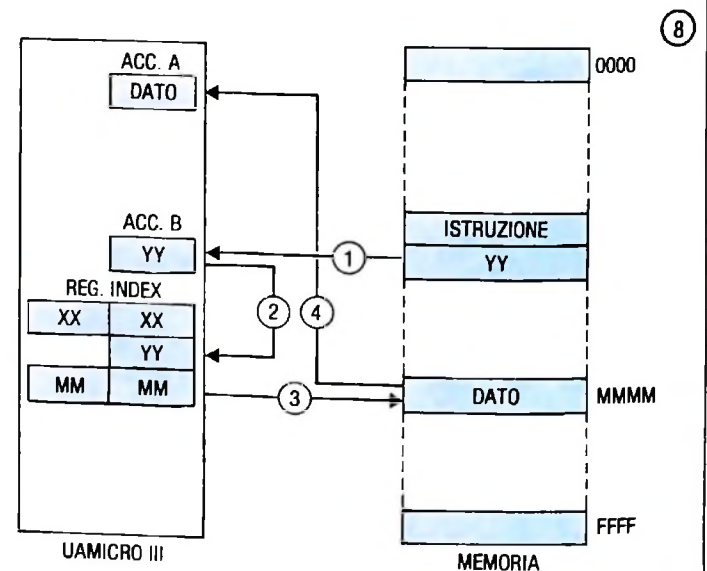 8
ACC. A
DATO
0000
ACC. B
YY
ISTRUZIONE
YY
1
REG. INDEX
XX XX
YY
MM MM
2
4
3
DATO
MMMM
FFFF
UAMICRO III
MEMORIA